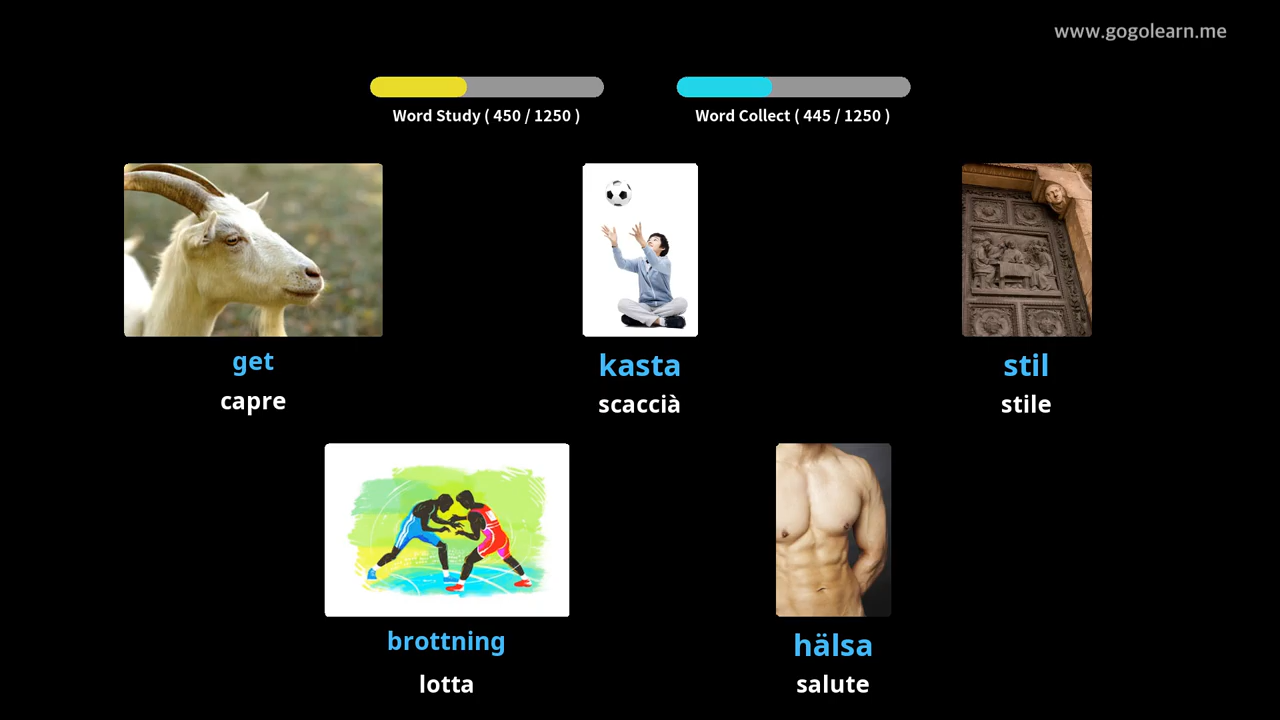 www.gogolearn.me
Word Study ( 450 / 1250 )
Word Collect ( 445 / 1250 )
get
capre
kasta
scaccià
stil
stile
brottning
lotta
hälsa
salute